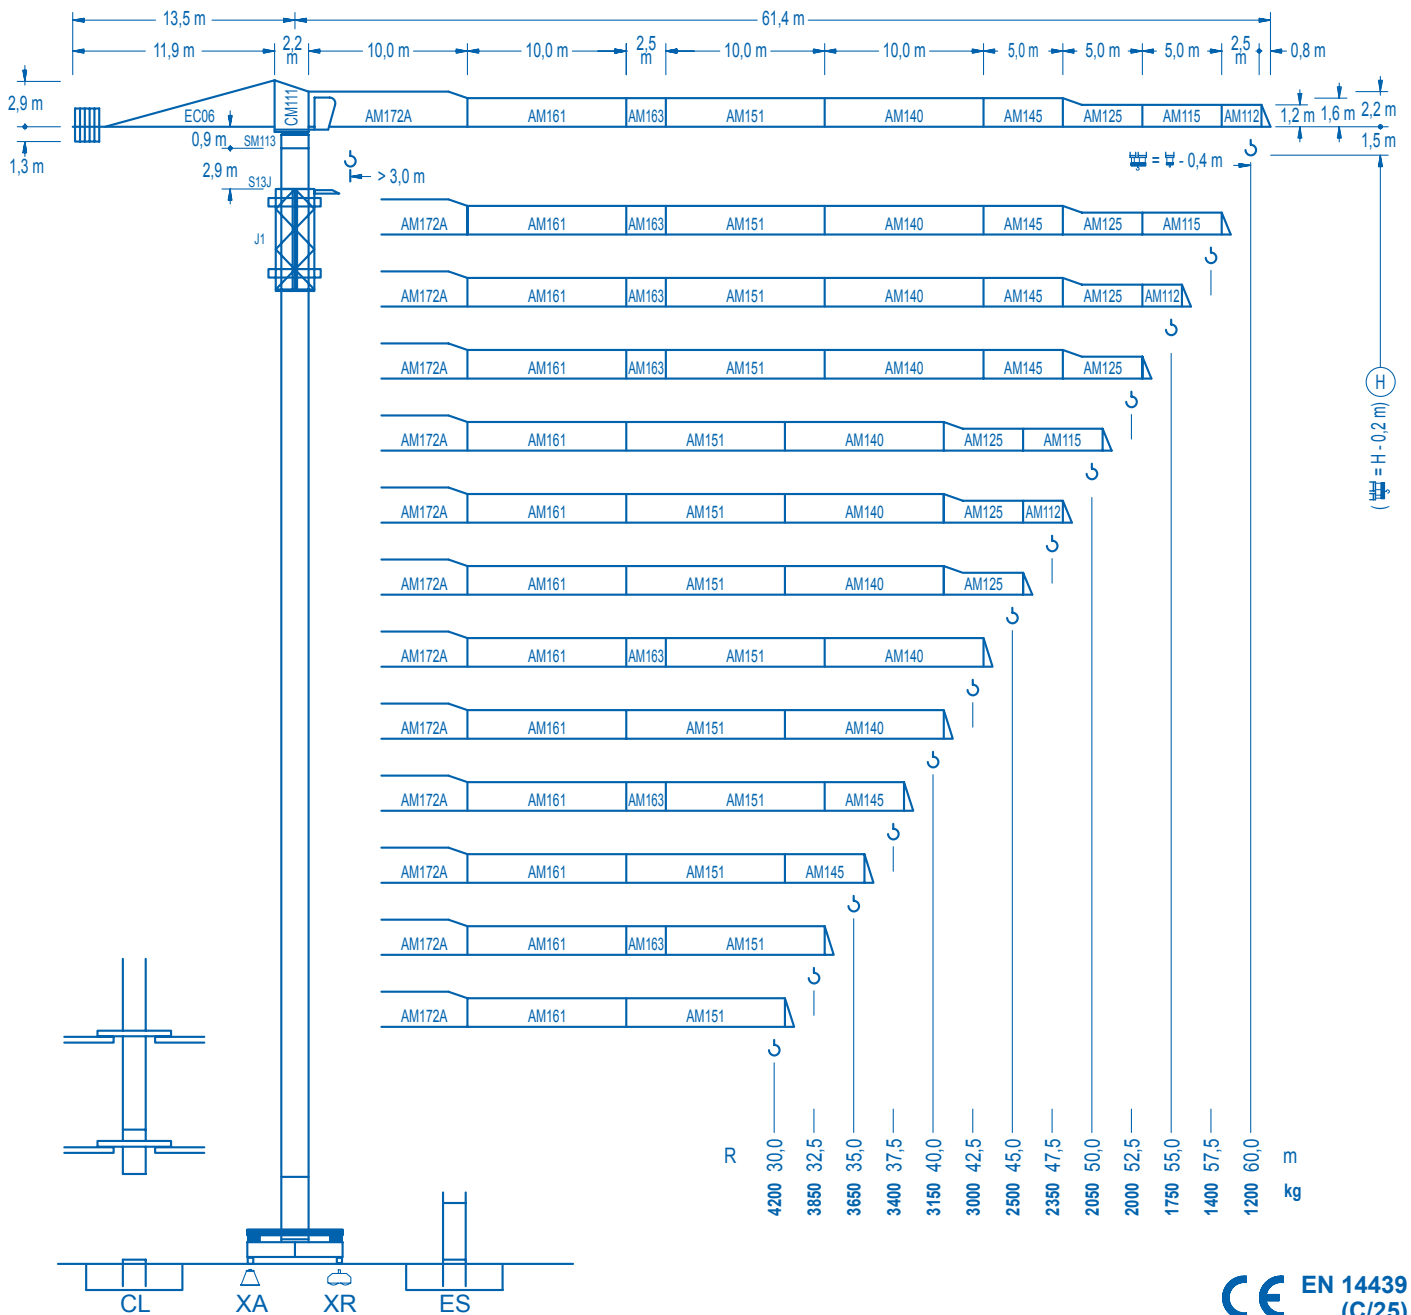 13,5 m 61,4 m
11,9 m 2,2 m 10,0 m 10,0 m 2,5 m 10,0 m 10,0 m 5,0 m 5,0 m 5,0 m 2,5 m 0,8 m
2,9 m EC06 CM111 AM172A AM161 AM163 AM151 AM140 AM145 AM125 AM115 AM112 1,2 m 1,6 m 2,2 m
1,3 m 0,9 m SM113 1,5 m
2,9 m S13J > 3,0 m = - 0,4 m
J1
AM172A AM161 AM163 AM151 AM140 AM145 AM125 AM115
AM172A AM161 AM163 AM151 AM140 AM145 AM125 AM112
AM172A AM161 AM163 AM151 AM140 AM145 AM125
H
( = H - 0,2 m)
AM172A AM161 AM151 AM140 AM125 AM115
AM172A AM161 AM151 AM140 AM125 AM112
AM172A AM161 AM151 AM140 AM125
AM172A AM161 AM163 AM151 AM140
AM172A AM161 AM151 AM140
AM172A AM161 AM163 AM151 AM145
AM172A AM161 AM151 AM145
AM172A AM161 AM163 AM151
AM172A AM161 AM151
R 30,0 32,5 35,0 37,5 40,0 42,5 45,0 47,5 50,0 52,5 55,0 57,5 60,0 m
4200 3850 3650 3400 3150 3000 2500 2350 2050 2000 1750 1400 1200 kg
CL XA XR ES
CE EN 14439
(C/25)